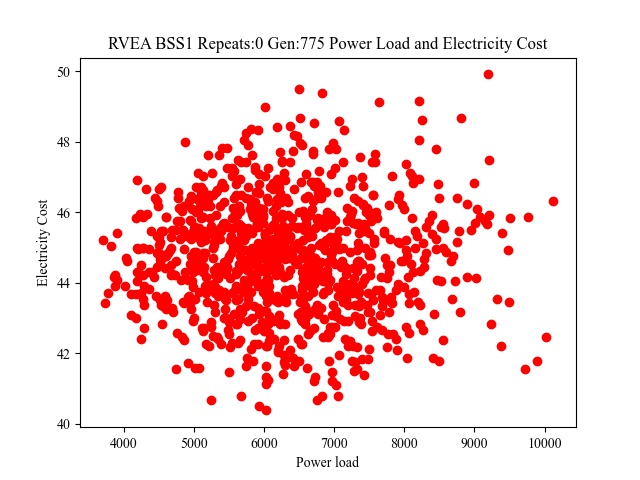 RVEA BSS1 Repeats:0 Gen:775 Power Load and Electricity Cost
50
48
46
44
42
40
Electricity Cost
4000 5000 6000 7000 8000 9000 10000
Power load